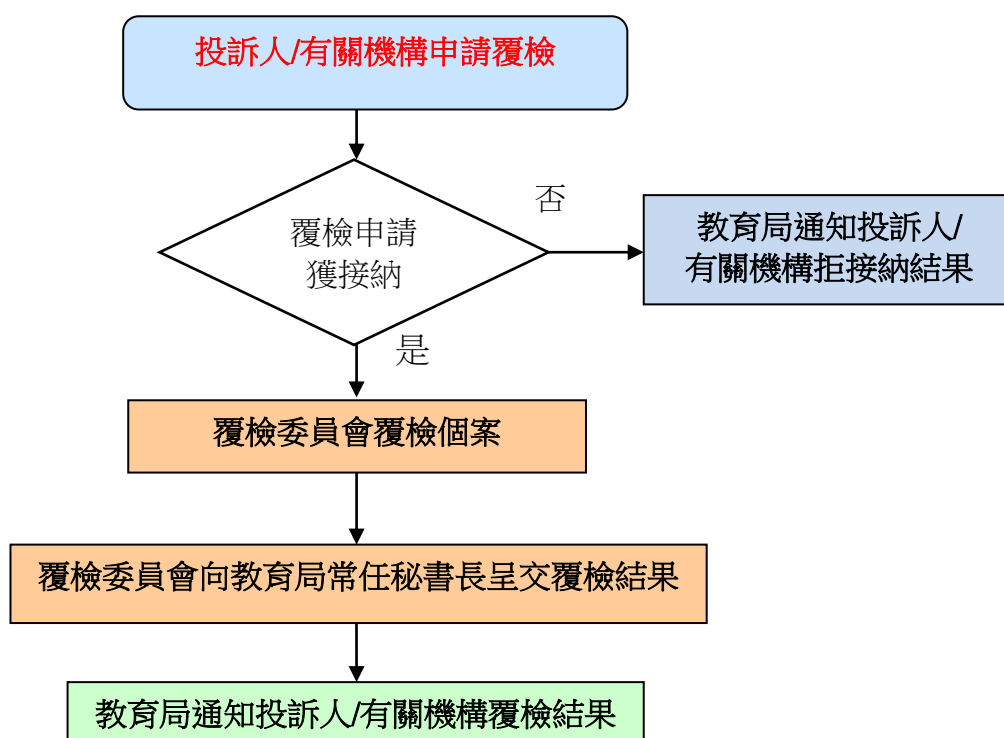 投訴人/有關機構申請覆檢
否
覆檢申請
獲接納
教育局通知投訴人/
有關機構拒接納結果
是
覆檢委員會覆檢個案
覆檢委員會向教育局常任秘書長呈交覆檢結果
教育局通知投訴人/有關機構覆檢結果